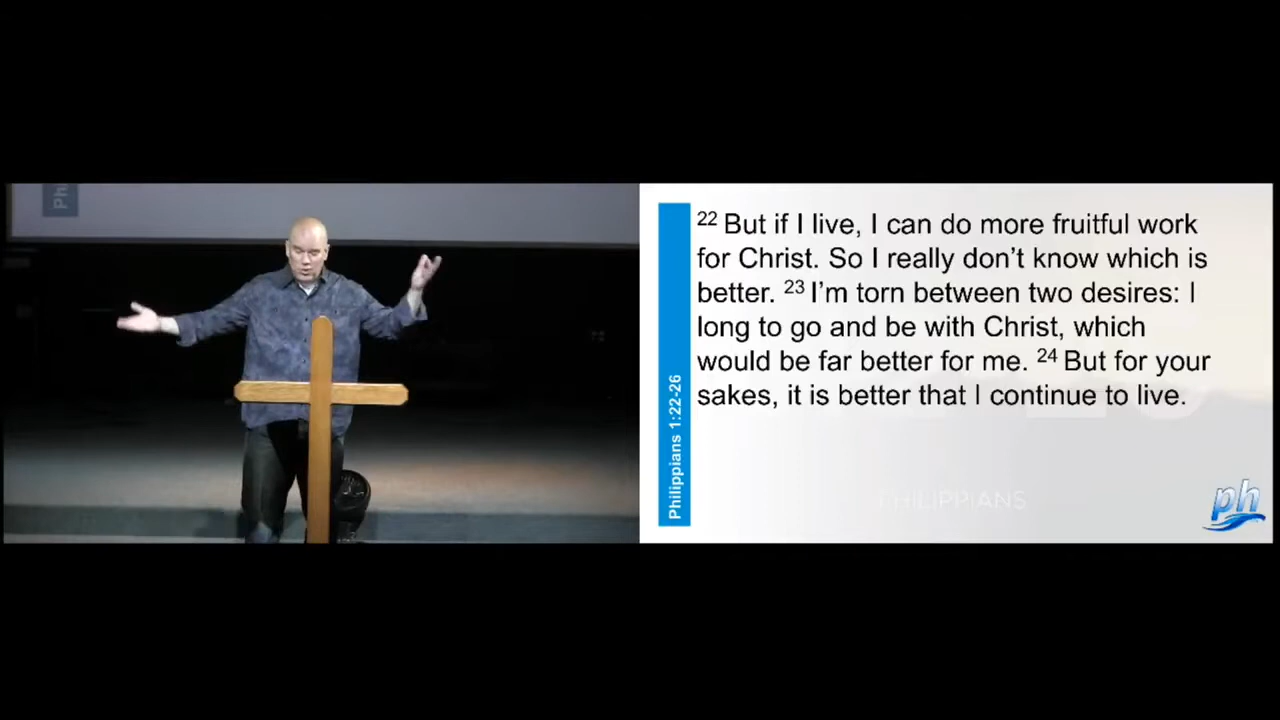 Ph
22 But if I live, I can do more fruitful work
for Christ. So I really don't know which is
better. 23 I'm torn between two desires: I
long to go and be with Christ, which
would be far better for me. 24 But for your
sakes, it is better that I continue to live.
Philippians 1:22-26
PHILIPPIANS
ph